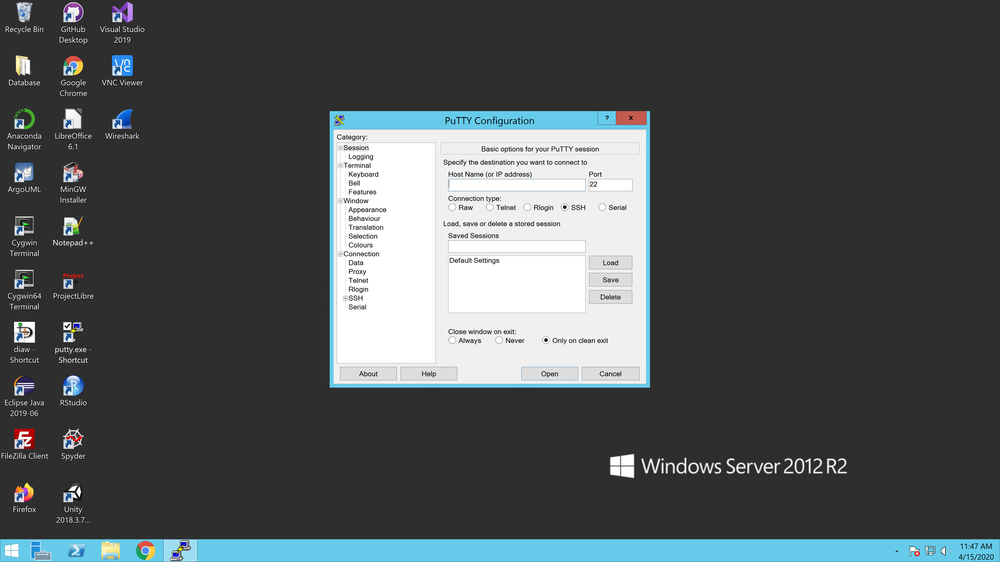 Recycle Bin
GitHub
Desktop
Visual Studio
2019
Database
Google
Chrome
VNC Viewer
Anaconda
Navigator
LibreOffice
6.1
Wireshark
ArgoUML
MinGW
Installer
Cygwin
Terminal
Notepad++
Cygwin64
Terminal
Project
ProjectLibre
diaw -
Shortcut
putty.exe -
Shortcut
Eclipse Java
2019-06
RStudio
FileZilla Client
Spyder
Firefox
Unity
2018.3.7...
PuTTY Configuration
?
x
Category:
Session
Logging
Terminal
Keyboard
Bell
Features
Window
Appearance
Behaviour
Translation
Selection
Colours
Connection
Data
Proxy
Telnet
Rlogin
SSH
Serial
Basic options for your PuTTY session
Specify the destination you want to connect to
Host Name (or IP address)
Port
22
Connection type:
Raw Telnet Rlogin SSH Serial
Load, save or delete a stored session
Saved Sessions
Default Settings
Load
Save
Delete
Close window on exit:
Always Never Only on clean exit
About Help Open Cancel
Windows Server 2012 R2
11:47 AM
4/15/2020